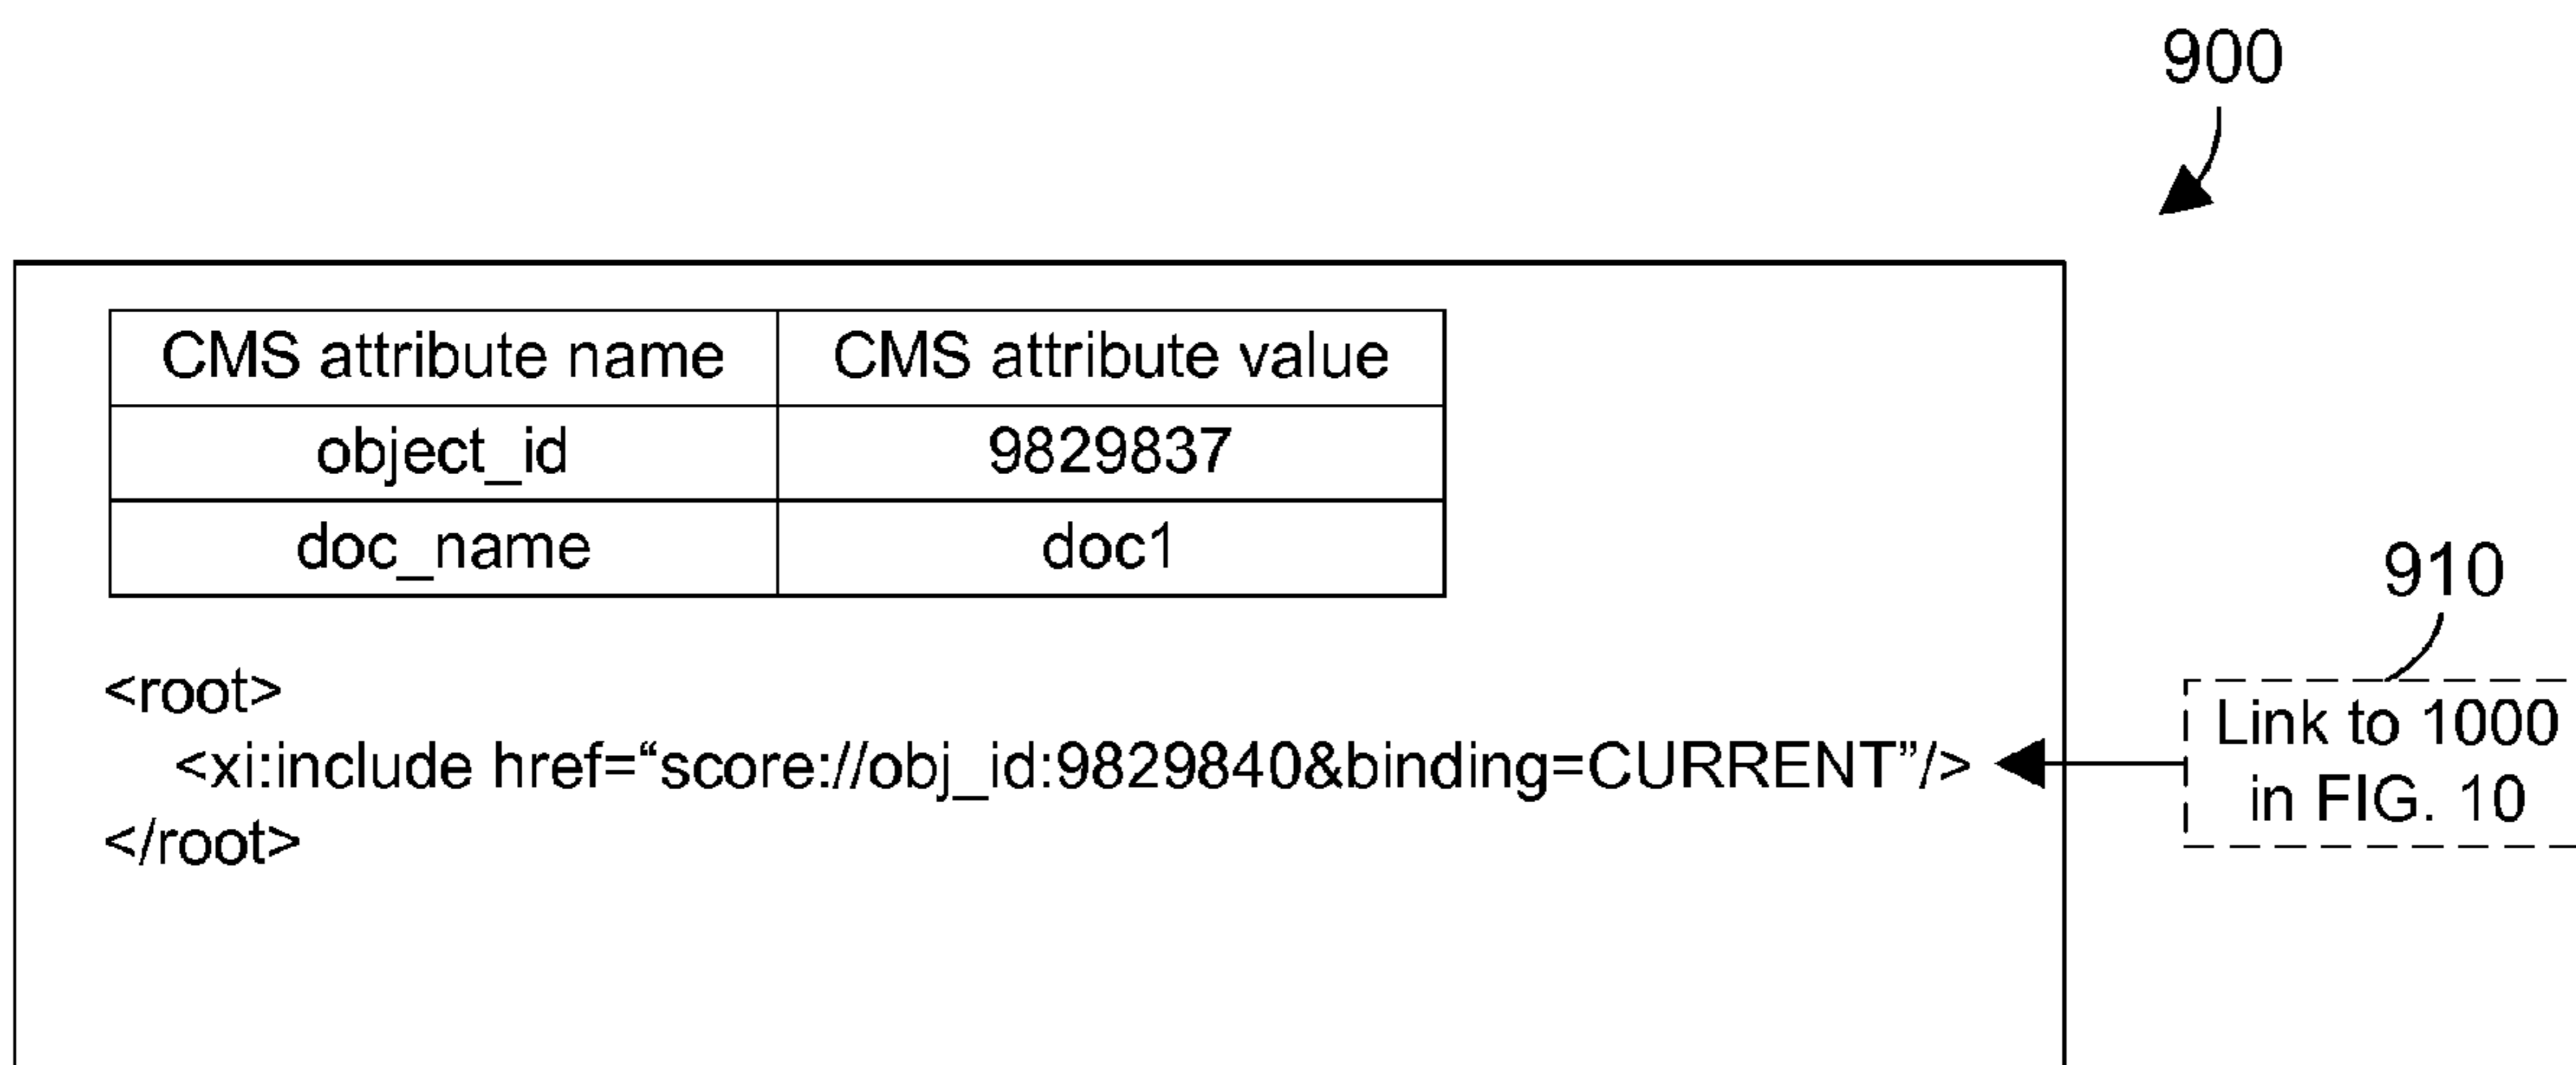 900
CMS attribute name CMS attribute value
object_id 9829837
doc_name doc1
910
<root>
<xi:include href=“score://obj_id:9829840&binding=CURRENT”/>
</root>
Link to 1000
in FIG. 10